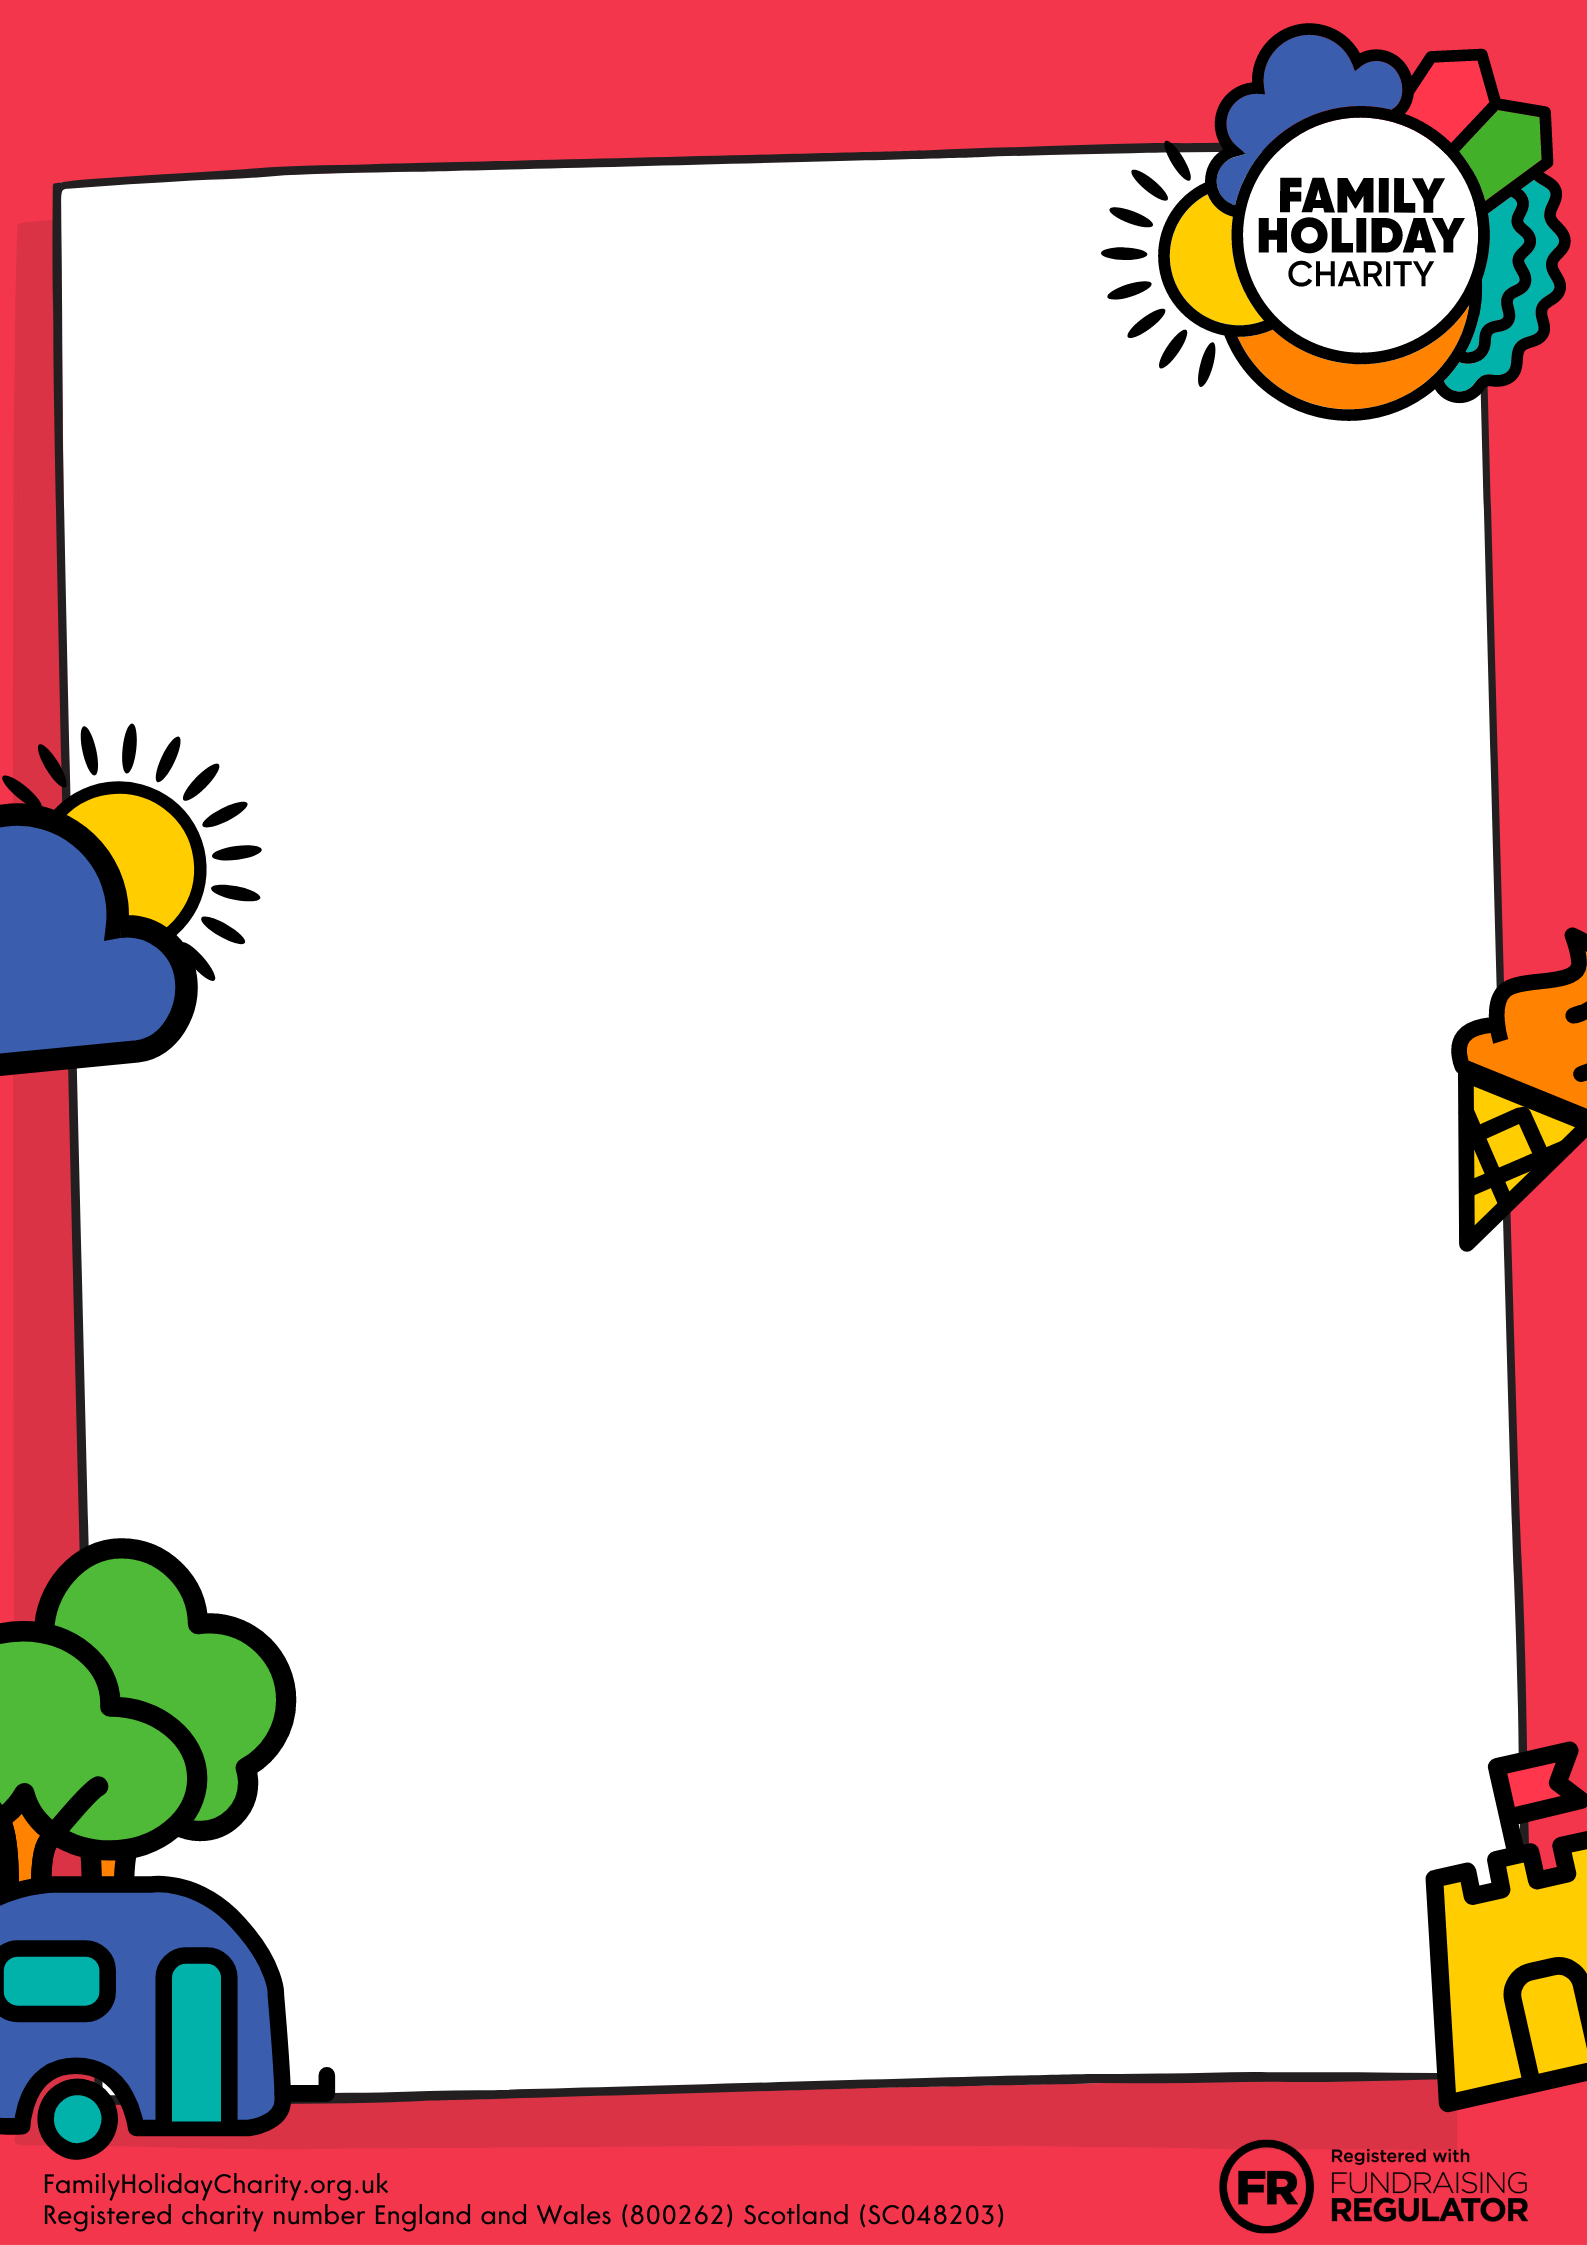 FAMILY
HOLIDAY
CHARITY
FamilyHolidayCharity.org.uk
Registered charity number England and Wales (800262) Scotland (SC048203)
FR
Registered with
FUNDRAISING
REGULATOR